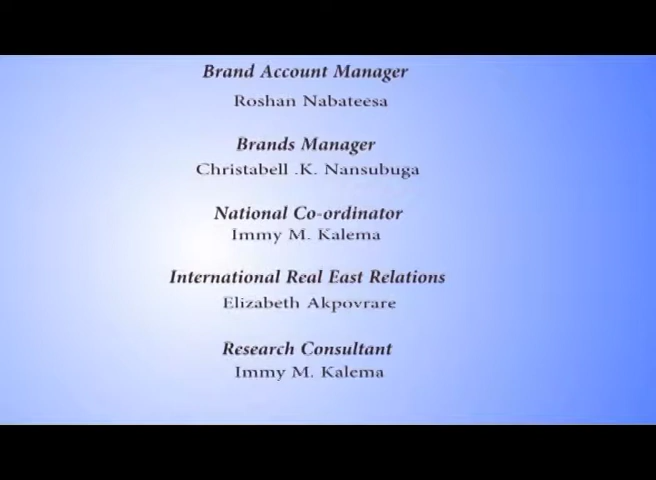 Brand Account Manager
Roshan Nabateesa
Brands Manager
Christabell .K. Nansubuga
National Co-ordinator
Immy M. Kalema
International Real East Relations
Elizabeth Akpovrare
Research Consultant
Immy M. Kalema